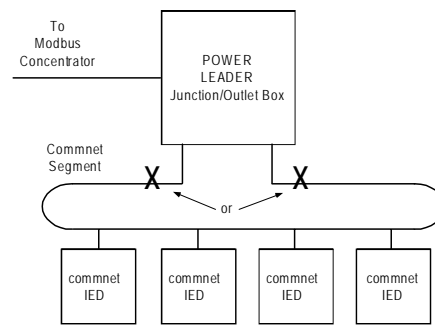 To
Modbus
Concentrator
POWER
LEADER
Junction/Outlet Box
Commnet
Segment
X
X
or
commnet
IED
commnet
IED
commnet
IED
commnet
IED